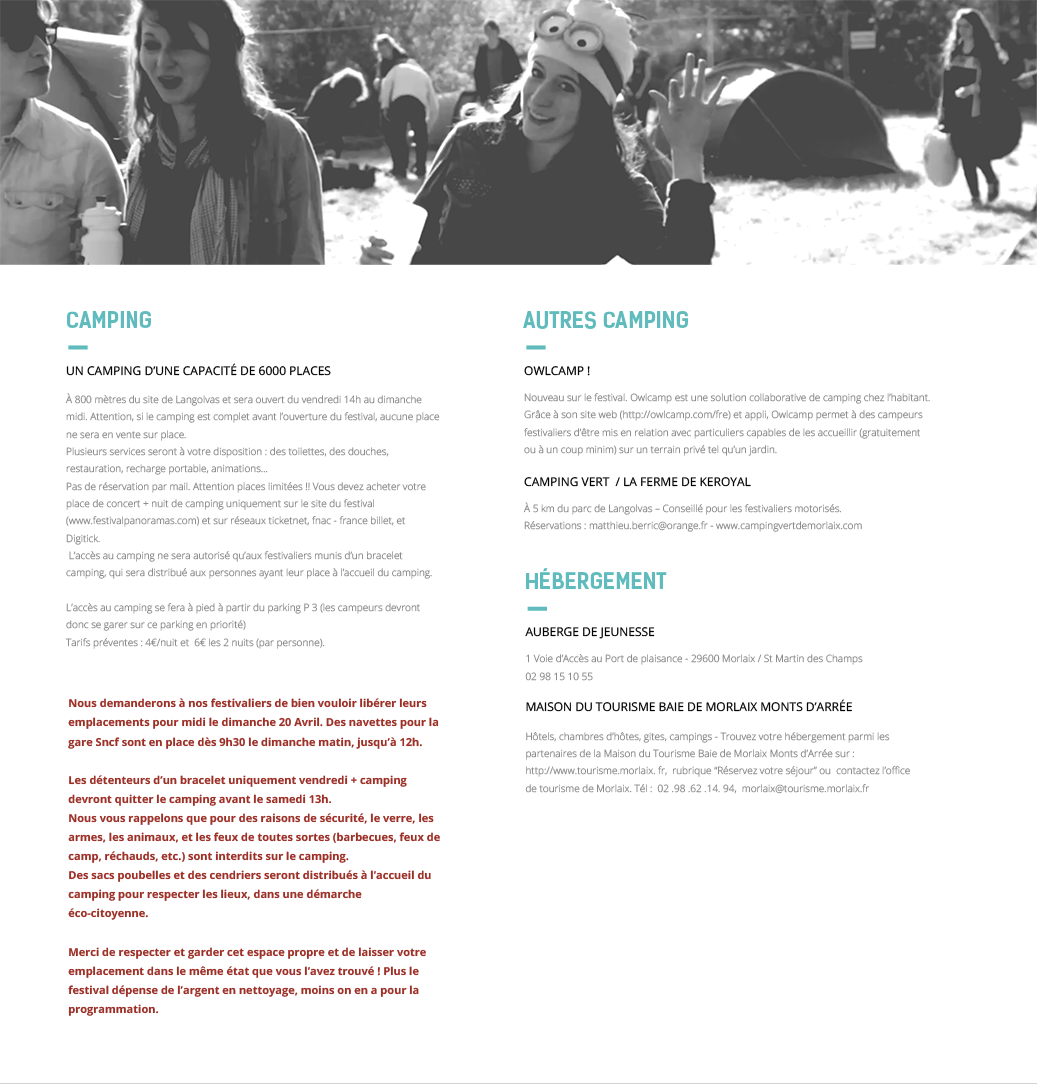 CAMPING
UN CAMPING D’UNE CAPACITÉ DE 6000 PLACES
À 800 mètres du site de Langolvas et sera ouvert du vendredi 14h au dimanche
midi. Attention, si le camping est complet avant l’ouverture du festival, aucune place
ne sera en vente sur place.
Plusieurs services seront à votre disposition : des toilettes, des douches,
restauration, recharge portable, animations...
Pas de réservation par mail. Attention places limitées !! Vous devez acheter votre
place de concert + nuit de camping uniquement sur le site du festival
(www.festivalpanoramas.com) et sur réseaux ticketnet, fnac - france billet, et
Digitick.
L’accès au camping ne sera autorisé qu’aux festivaliers munis d’un bracelet
camping, qui sera distribué aux personnes ayant leur place à l’accueil du camping.
L’accès au camping se fera à pied à partir du parking P 3 (les campeurs devront
donc se garer sur ce parking en priorité)
Tarifs préventes : 4€/nuit et  6€ les 2 nuits (par personne).
Nous demanderons à nos festivaliers de bien vouloir libérer leurs
emplacements pour midi le dimanche 20 Avril. Des navettes pour la
gare Sncf sont en place dès 9h30 le dimanche matin, jusqu’à 12h.
Les détenteurs d’un bracelet uniquement vendredi + camping
devront quitter le camping avant le samedi 13h.
Nous vous rappelons que pour des raisons de sécurité, le verre, les
armes, les animaux, et les feux de toutes sortes (barbecues, feux de
camp, réchauds, etc.) sont interdits sur le camping.
Des sacs poubelles et des cendriers seront distribués à l’accueil du
camping pour respecter les lieux, dans une démarche
éco-citoyenne.
Merci de respecter et garder cet espace propre et de laisser votre
emplacement dans le même état que vous l’avez trouvé ! Plus le
festival dépense de l’argent en nettoyage, moins on en a pour la
programmation.
AUTRES CAMPING
OWLCAMP !
Nouveau sur le festival. Owlcamp est une solution collaborative de camping chez l’habitant.
Grâce à son site web (http://owlcamp.com/fre) et appli, Owlcamp permet à des campeurs
festivaliers d’être mis en relation avec particuliers capables de les accueillir (gratuitement
ou à un coup minim) sur un terrain privé tel qu’un jardin.
CAMPING VERT  / LA FERME DE KEROYAL
À 5 km du parc de Langolvas – Conseillé pour les festivaliers motorisés.
Réservations : matthieu.berric@orange.fr - www.campingvertdemorlaix.com
HÉBERGEMENT
AUBERGE DE JEUNESSE
1 Voie d’Accès au Port de plaisance - 29600 Morlaix / St Martin des Champs
02 98 15 10 55
MAISON DU TOURISME BAIE DE MORLAIX MONTS D’ARRÉE
Hôtels, chambres d’hôtes, gites, campings - Trouvez votre hébergement parmi les
partenaires de la Maison du Tourisme Baie de Morlaix Monts d’Arrée sur :
http://www.tourisme.morlaix. fr,  rubrique “Réservez votre séjour” ou  contactez l’office
de tourisme de Morlaix. Tél :  02 .98 .62 .14. 94,  morlaix@tourisme.morlaix.fr